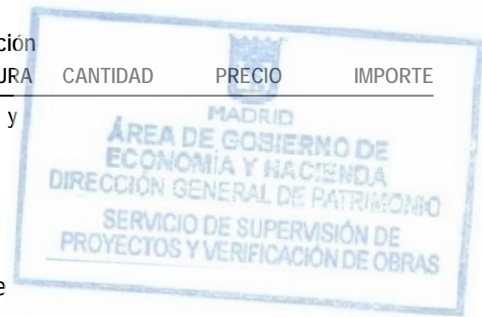 ción
URA CANTIDAD PRECIO IMPORTE
y
MADRID
ÁREA DE GOBIERNO DE
ECONOMÍA Y HACIENDA
DIRECCIÓN GENERAL DE PATRIMONIO
SERVICIO DE SUPERVISIÓN DE
PROYECTOS Y VERIFICACIÓN DE OBRAS
e